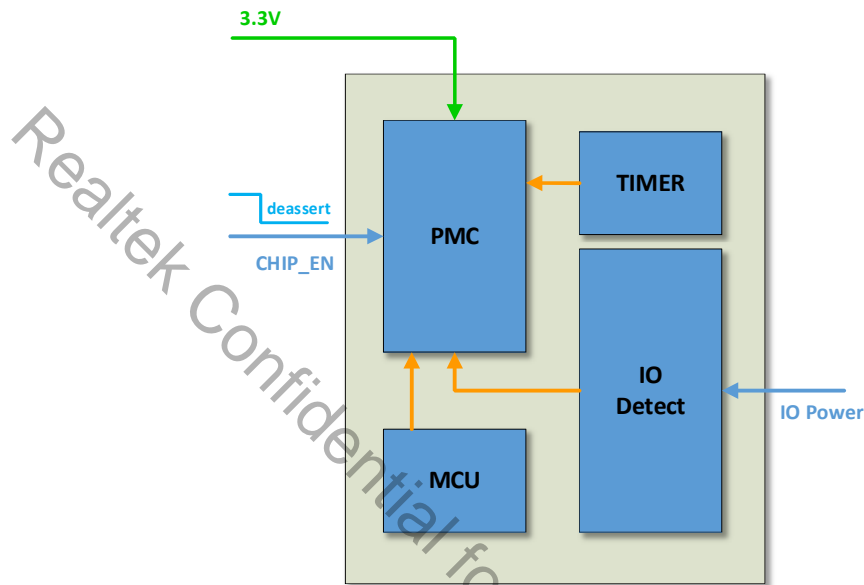 3.3V
deassert
CHIP_EN
PMC
TIMER
IO
Detect
IO Power
MCU
Realtek Confidential fo